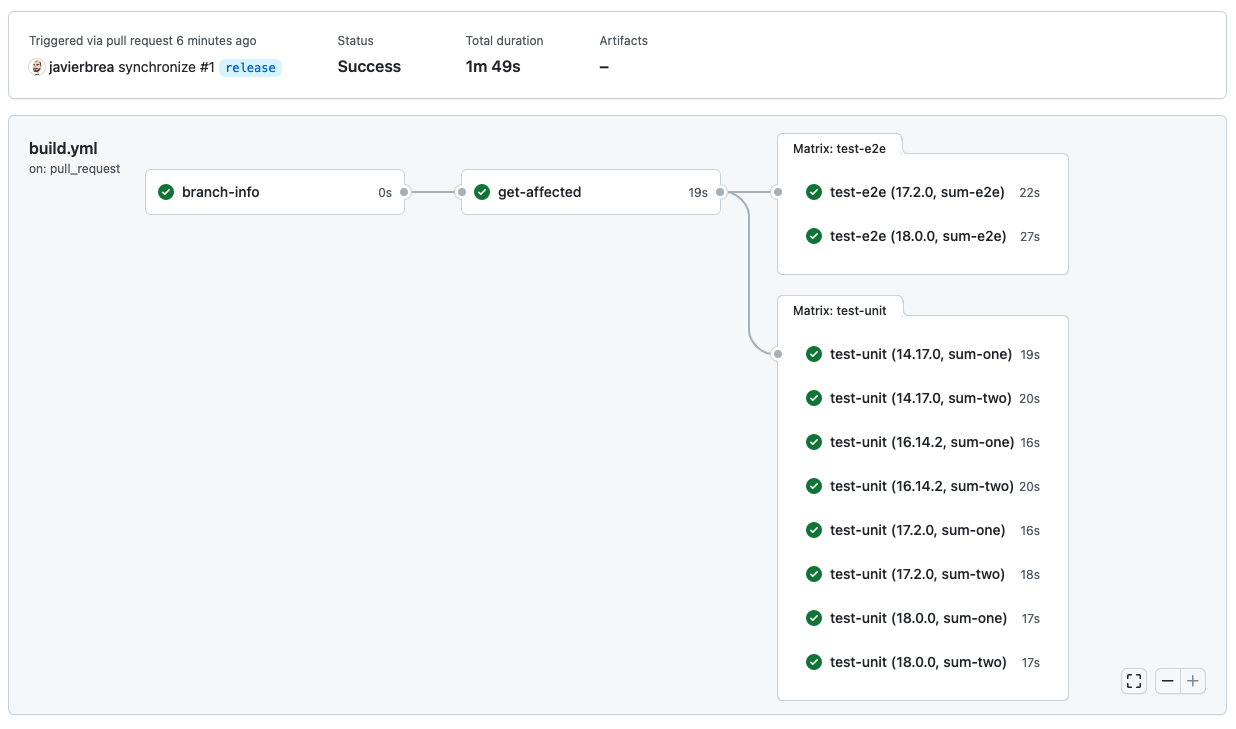 Triggered via pull request 6 minutes ago
javierbrea synchronize #1 release
Status
Success
Total duration
1m 49s
Artifacts
–
build.yml
on: pull_request
branch-info 0s
get-affected 19s
Matrix: test-e2e
test-e2e (17.2.0, sum-e2e) 22s
test-e2e (18.0.0, sum-e2e) 27s
Matrix: test-unit
test-unit (14.17.0, sum-one) 19s
test-unit (14.17.0, sum-two) 20s
test-unit (16.14.2, sum-one) 16s
test-unit (16.14.2, sum-two) 20s
test-unit (17.2.0, sum-one) 16s
test-unit (17.2.0, sum-two) 18s
test-unit (18.0.0, sum-one) 17s
test-unit (18.0.0, sum-two) 17s